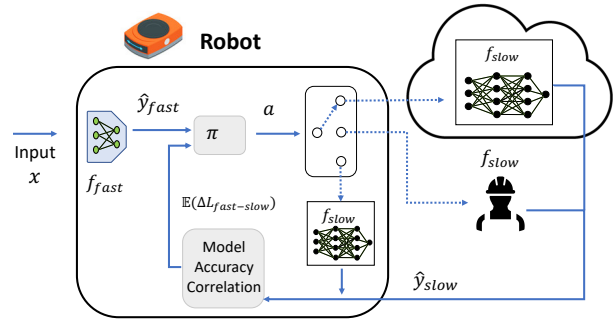 Robot
f_slow
ŷ_fast
a
π
Input
x
f_fast
f_slow
𝔼(ΔL_fast−slow)
f_slow
Model
Accuracy
Correlation
ŷ_slow